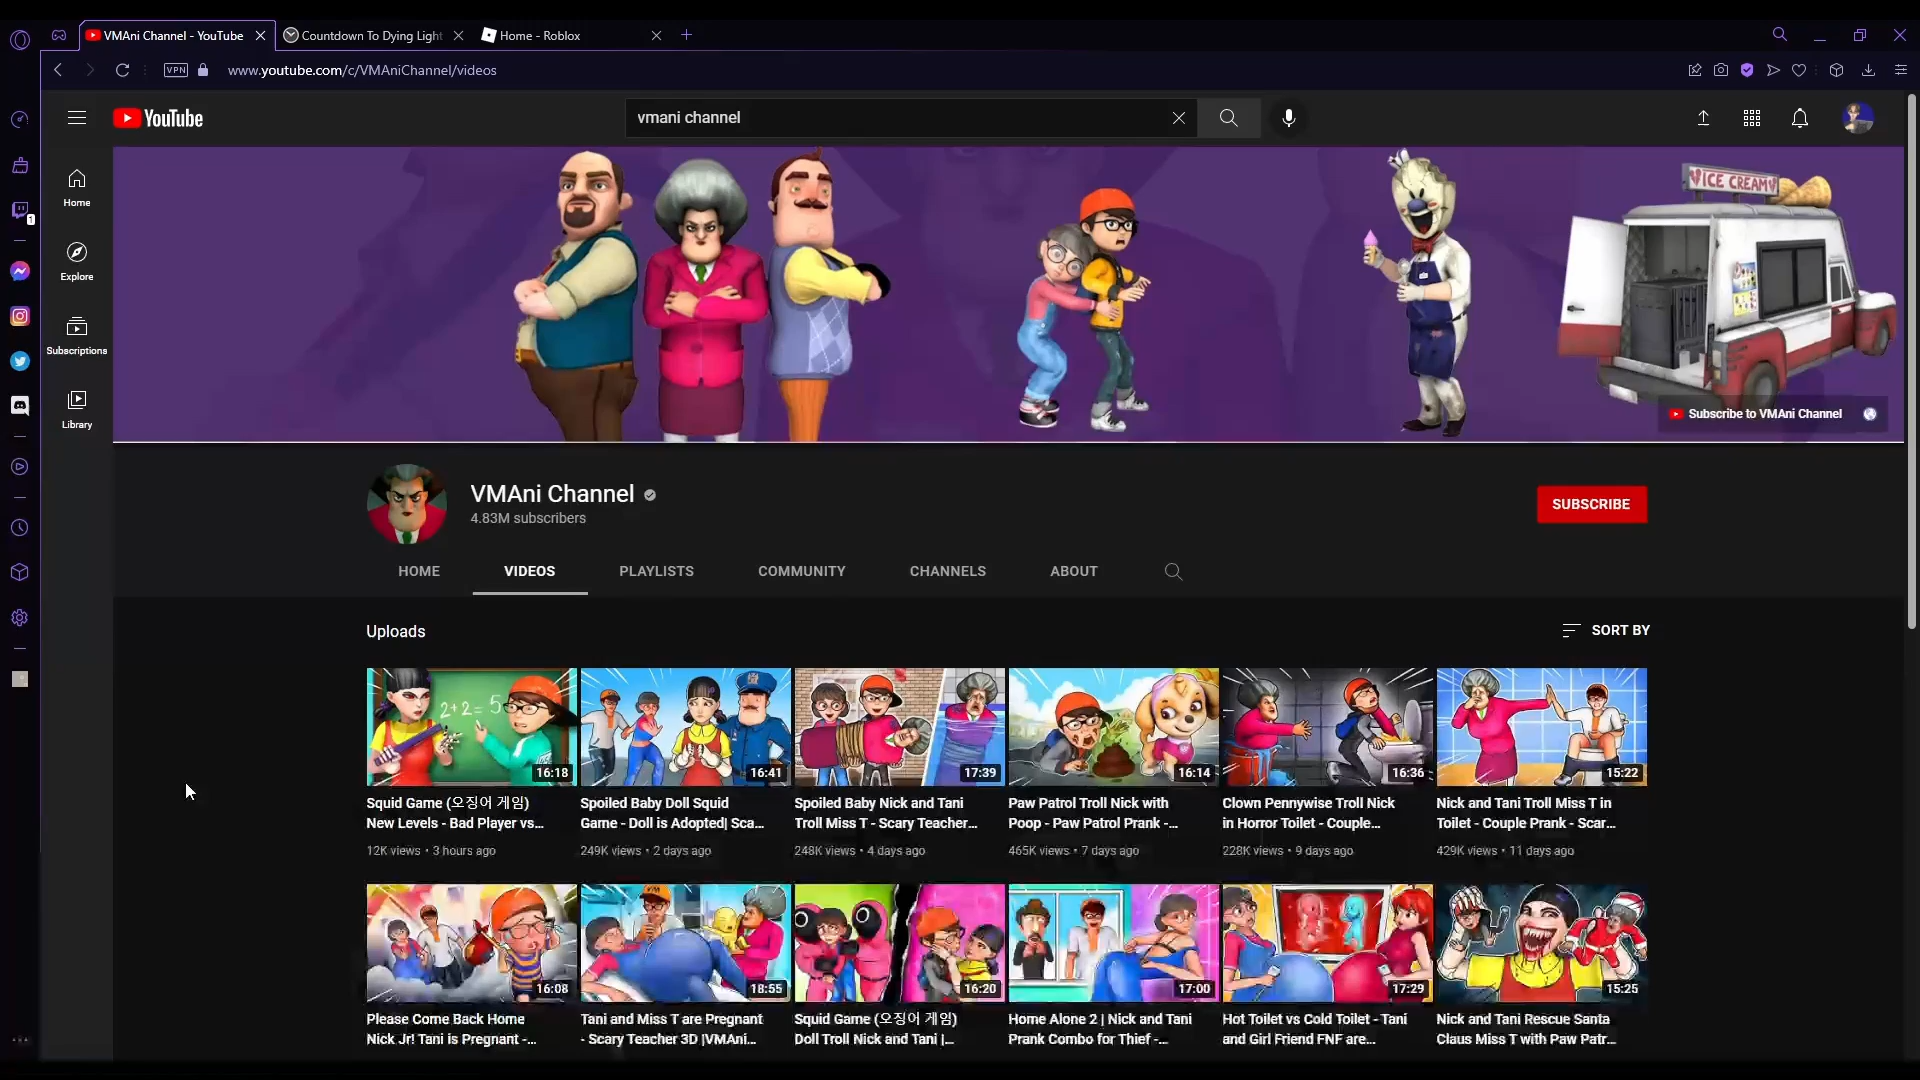 VMAni Channel - YouTube
Countdown To Dying Light
Home - Roblox
VPN
www.youtube.com/c/VMAniChannel/videos
YouTube
vmani channel
1
Home
Explore
Subscriptions
Library
ICE CREAM
Subscribe to VMAni Channel
VMAni Channel
4.83M subscribers
SUBSCRIBE
HOME VIDEOS PLAYLISTS COMMUNITY CHANNELS ABOUT
Uploads
SORT BY
2+2= 5
16:18
16:41
17:39
16:14
16:36
15:22
Squid Game (오징어 게임)
New Levels - Bad Player vs...
12K views • 3 hours ago
Spoiled Baby Doll Squid
Game - Doll is Adopted| Sca...
249K views • 2 days ago
Spoiled Baby Nick and Tani
Troll Miss T - Scary Teacher...
248K views • 4 days ago
Paw Patrol Troll Nick with
Poop - Paw Patrol Prank -...
465K views • 7 days ago
Clown Pennywise Troll Nick
in Horror Toilet - Couple...
228K views • 9 days ago
Nick and Tani Troll Miss T in
Toilet - Couple Prank - Scar...
429K views • 11 days ago
VM
16:08
18:55
16:20
17:00
17:29
15:25
Please Come Back Home
Nick Jr! Tani is Pregnant -...
Tani and Miss T are Pregnant
- Scary Teacher 3D |VMAni...
Squid Game (오징어 게임)
Doll Troll Nick and Tani |...
Home Alone 2 | Nick and Tani
Prank Combo for Thief -...
Hot Toilet vs Cold Toilet - Tani
and Girl Friend FNF are...
Nick and Tani Rescue Santa
Claus Miss T with Paw Patr...